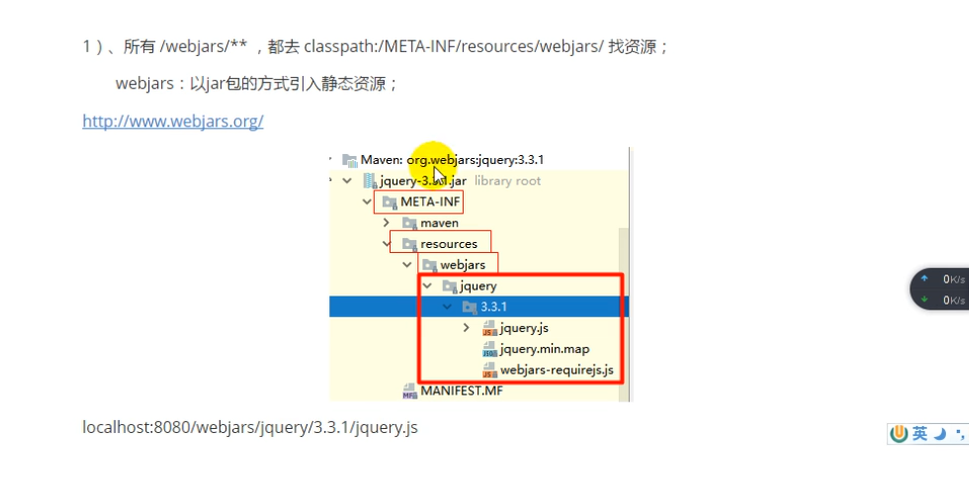 1）、所有 /webjars/** ，都去 classpath:/META-INF/resources/webjars/ 找资源；
webjars：以jar包的方式引入静态资源；
http://www.webjars.org/
Maven: org.webjars:jquery:3.3.1
jquery-3.3.1.jar library root
META-INF
maven
resources
webjars
jquery
3.3.1
jquery.js
jquery.min.map
webjars-requirejs.js
MANIFEST.MF
0K/s
0K/s
localhost:8080/webjars/jquery/3.3.1/jquery.js
英